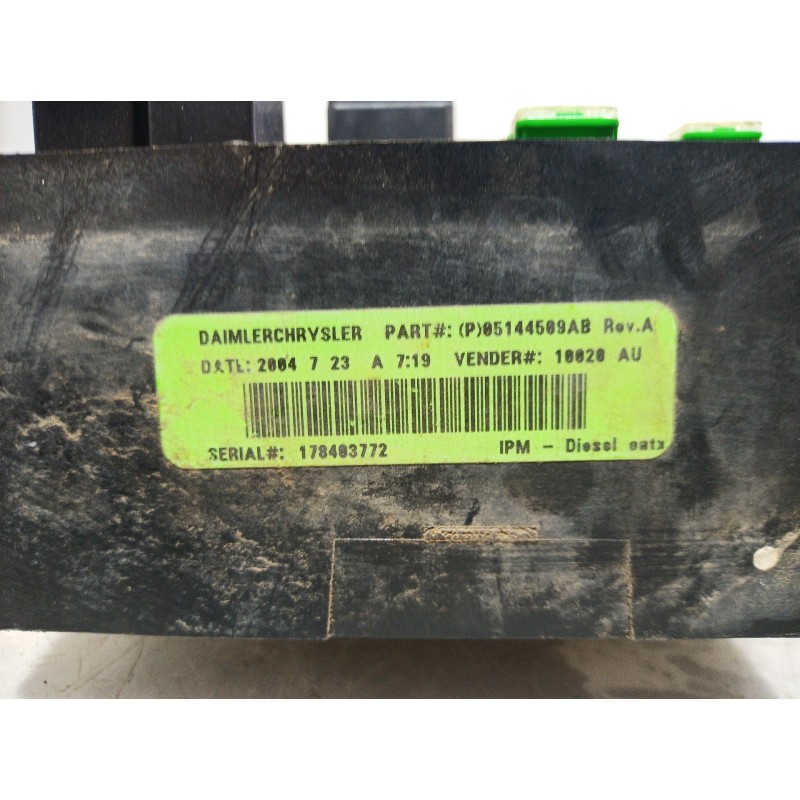 DAIMLERCHRYSLER PART#: (P)05144509AB Rev.A
DATE: 2004 7 23 A 7:19 VENDER#: 10020 AU
SERIAL#: 178403772 IPM - Diesel eatx